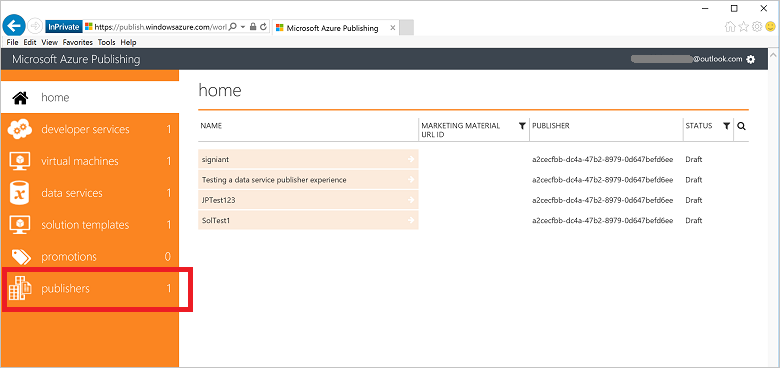 InPrivate https://publish.windowsazure.com/worl Microsoft Azure Publishing
File Edit View Favorites Tools Help
Microsoft Azure Publishing @outlook.com
home
developer services 1
virtual machines 1
data services 1
solution templates 1
promotions 0
publishers 1
home
NAME MARKETING MATERIAL URL ID PUBLISHER STATUS
signiant a2cecfbb-dc4a-47b2-8979-0d647befd6ee Draft
Testing a data service publisher experience a2cecfbb-dc4a-47b2-8979-0d647befd6ee Draft
JPTest123 a2cecfbb-dc4a-47b2-8979-0d647befd6ee Draft
SolTest1 a2cecfbb-dc4a-47b2-8979-0d647befd6ee Draft